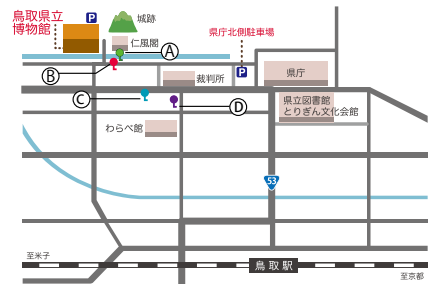 鳥取県立
博物館
P
城跡
仁風閣
A
県庁北側駐車場
B
P
裁判所
県庁
C
D
県立図書館
とりぎん文化会館
わらべ館
53
至米子
鳥取駅
至京都